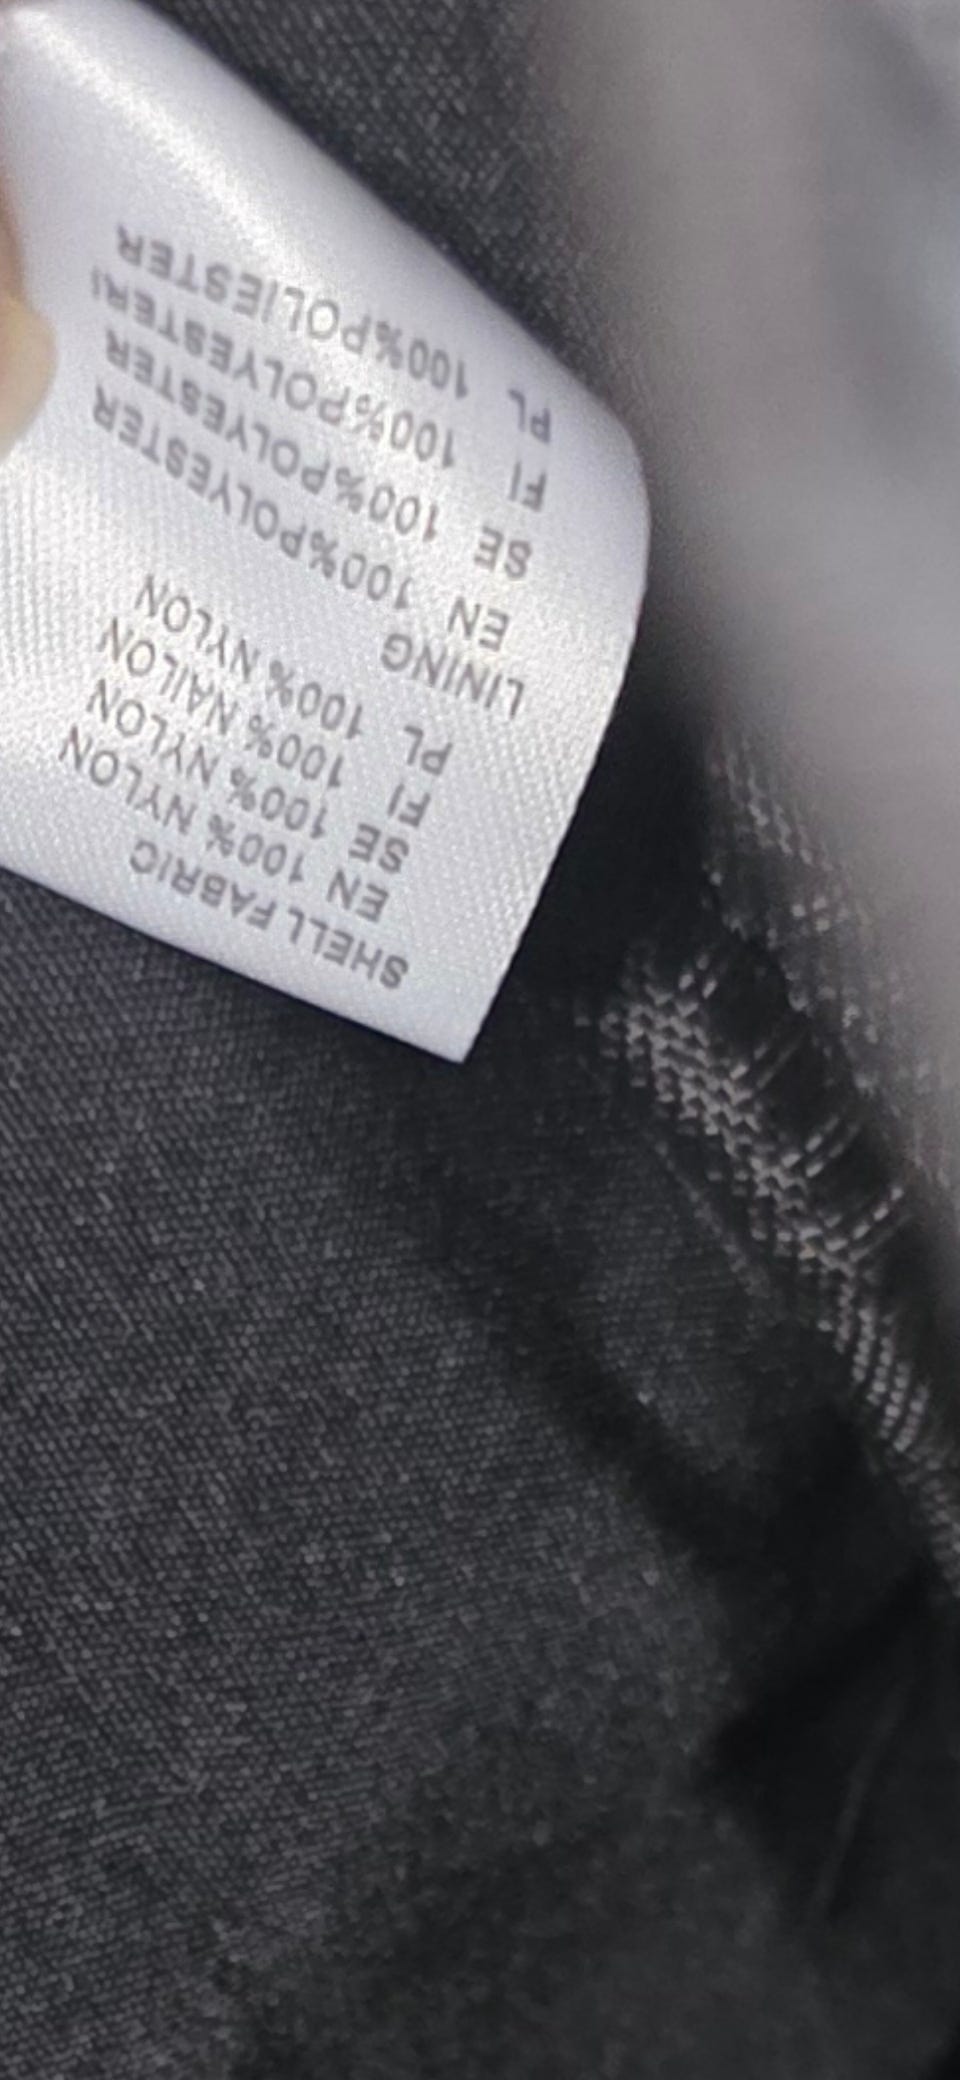 SHELL FABRIC
EN 100% NYLON
SE 100% NYLON
FI 100% NAILON
PL 100% NYLON
LINING
EN 100%POLYESTER
SE 100%POLYESTER
FI 100%POLYESTERI
PL 100%POLIESTER